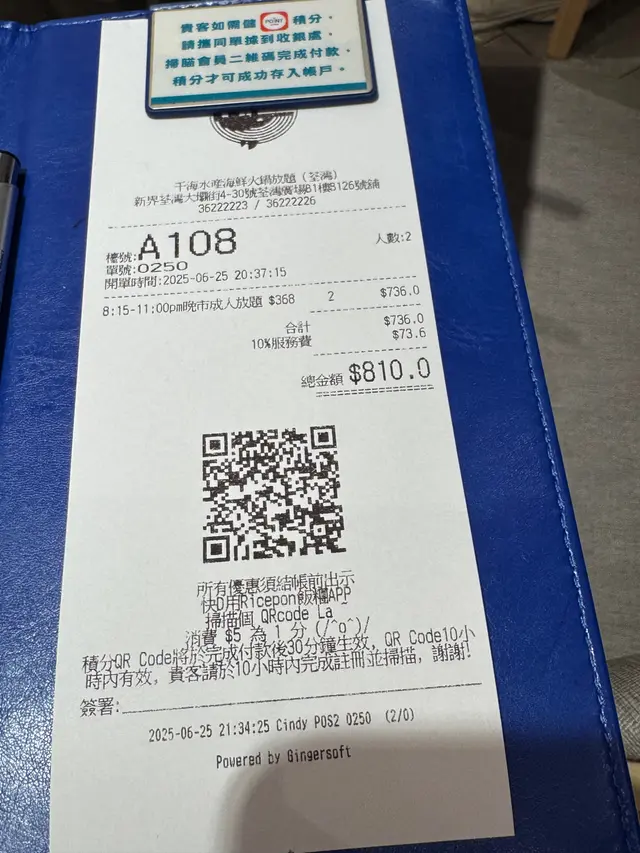 貴客如需儲 POINT 積分，
請攜同單據到收銀處，
掃瞄會員二維碼完成付款，
積分才可成功存入帳戶。
千海水産海鮮火鍋放題（荃灣）
新界荃灣大壩街4-30號荃灣廣場B1樓B126號舖
36222223 / 36222226
檯號:A108 人數:2
單號:0250
開單時間:2025-06-25 20:37:15
8:15-11:00pm晚市成人放題 $368 2 $736.0
合計 $736.0
10%服務費 $73.6
總金額 $810.0
所有優惠須結帳前出示
快D用Ricepon飯糰APP
掃描個 QRcode La ~
消費 $5 為 1 分 (/^o^)/
積分QR Code將於完成付款後30分鐘生效，QR Code10小
時內有效，貴客請於10小時內完成註冊並掃描，謝謝!
簽署:
2025-06-25 21:34:25 Cindy POS2 0250 (2/0)
Powered by Gingersoft